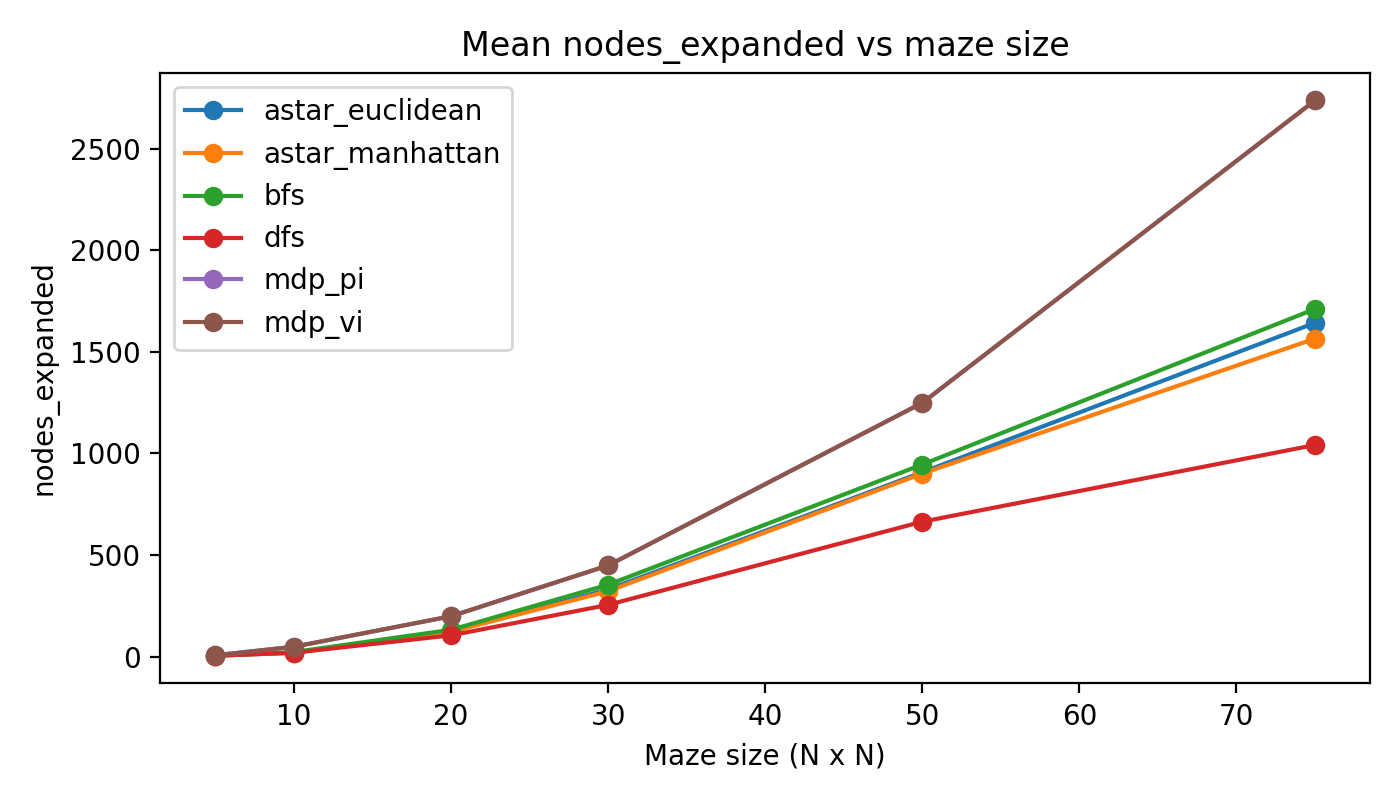 Mean nodes_expanded vs maze size
astar_euclidean
astar_manhattan
bfs
dfs
mdp_pi
mdp_vi
nodes_expanded
2500
2000
1500
1000
500
0
10 20 30 40 50 60 70
Maze size (N x N)